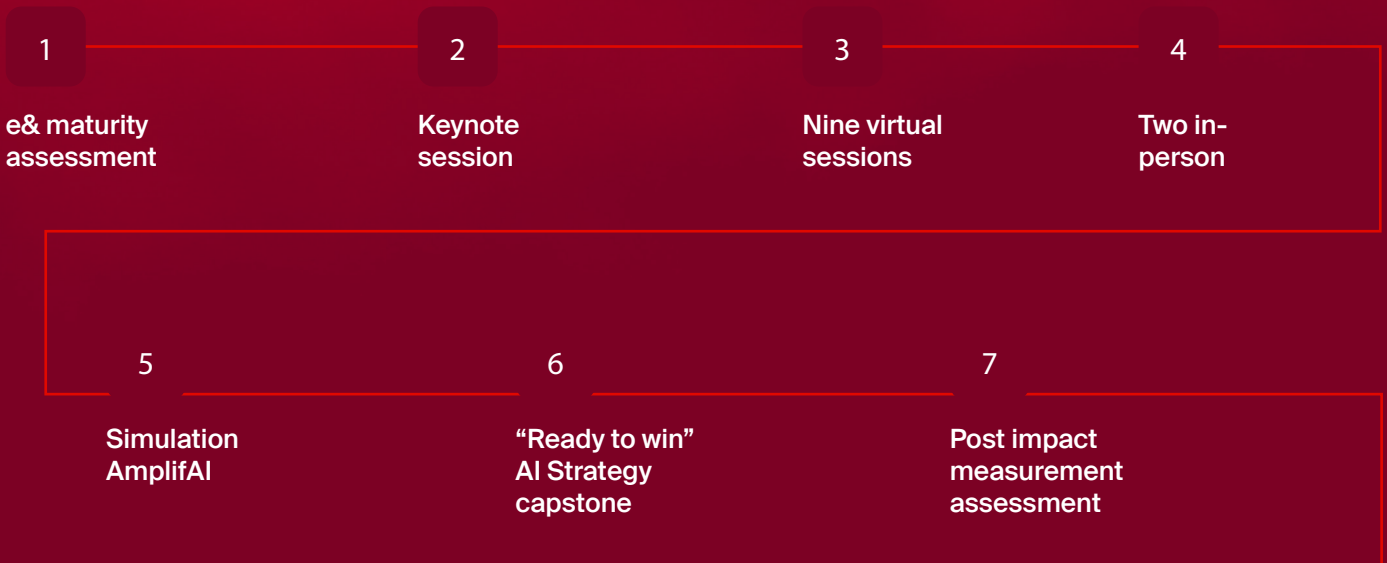 1
e& maturity
assessment
2
Keynote
session
3
Nine virtual
sessions
4
Two in-
person
5
Simulation
AmplifAI
6
“Ready to win”
AI Strategy
capstone
7
Post impact
measurement
assessment